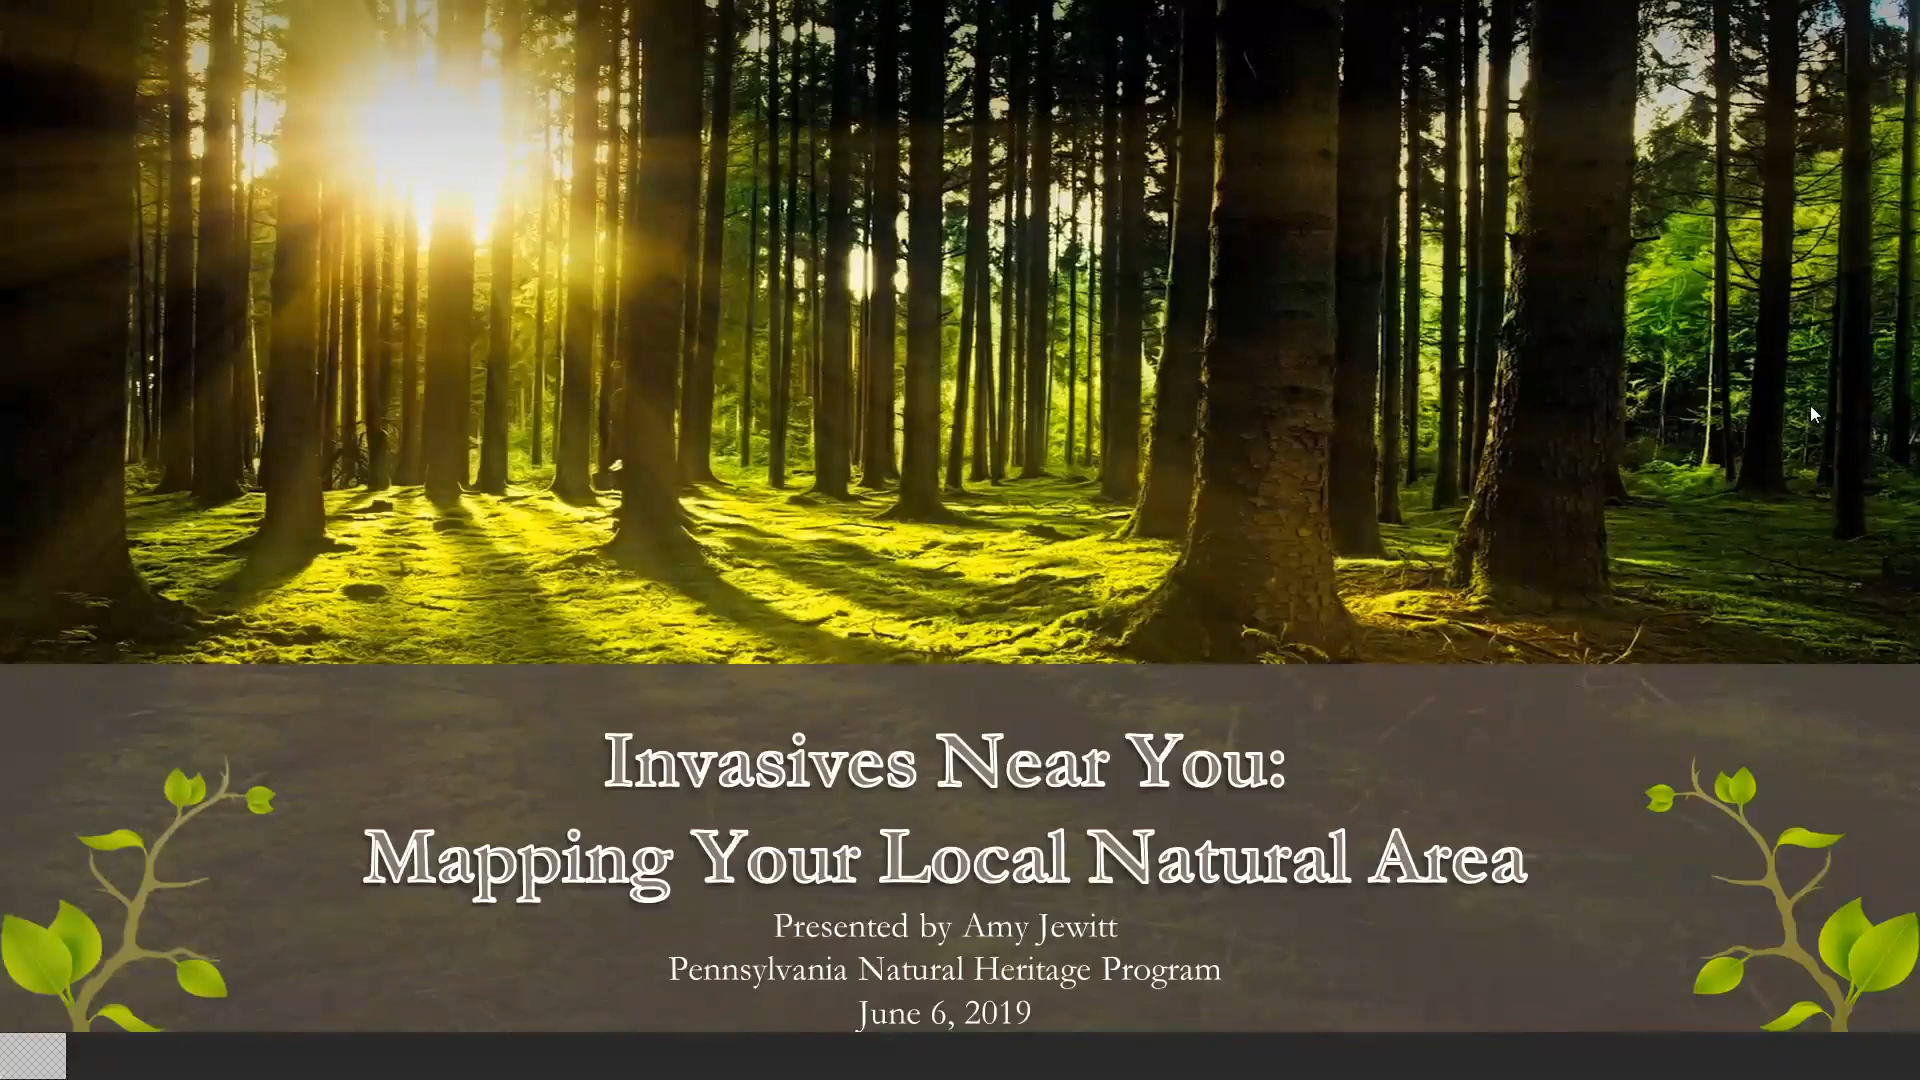 Invasives Near You:
Mapping Your Local Natural Area
Presented by Amy Jewitt
Pennsylvania Natural Heritage Program
June 6, 2019